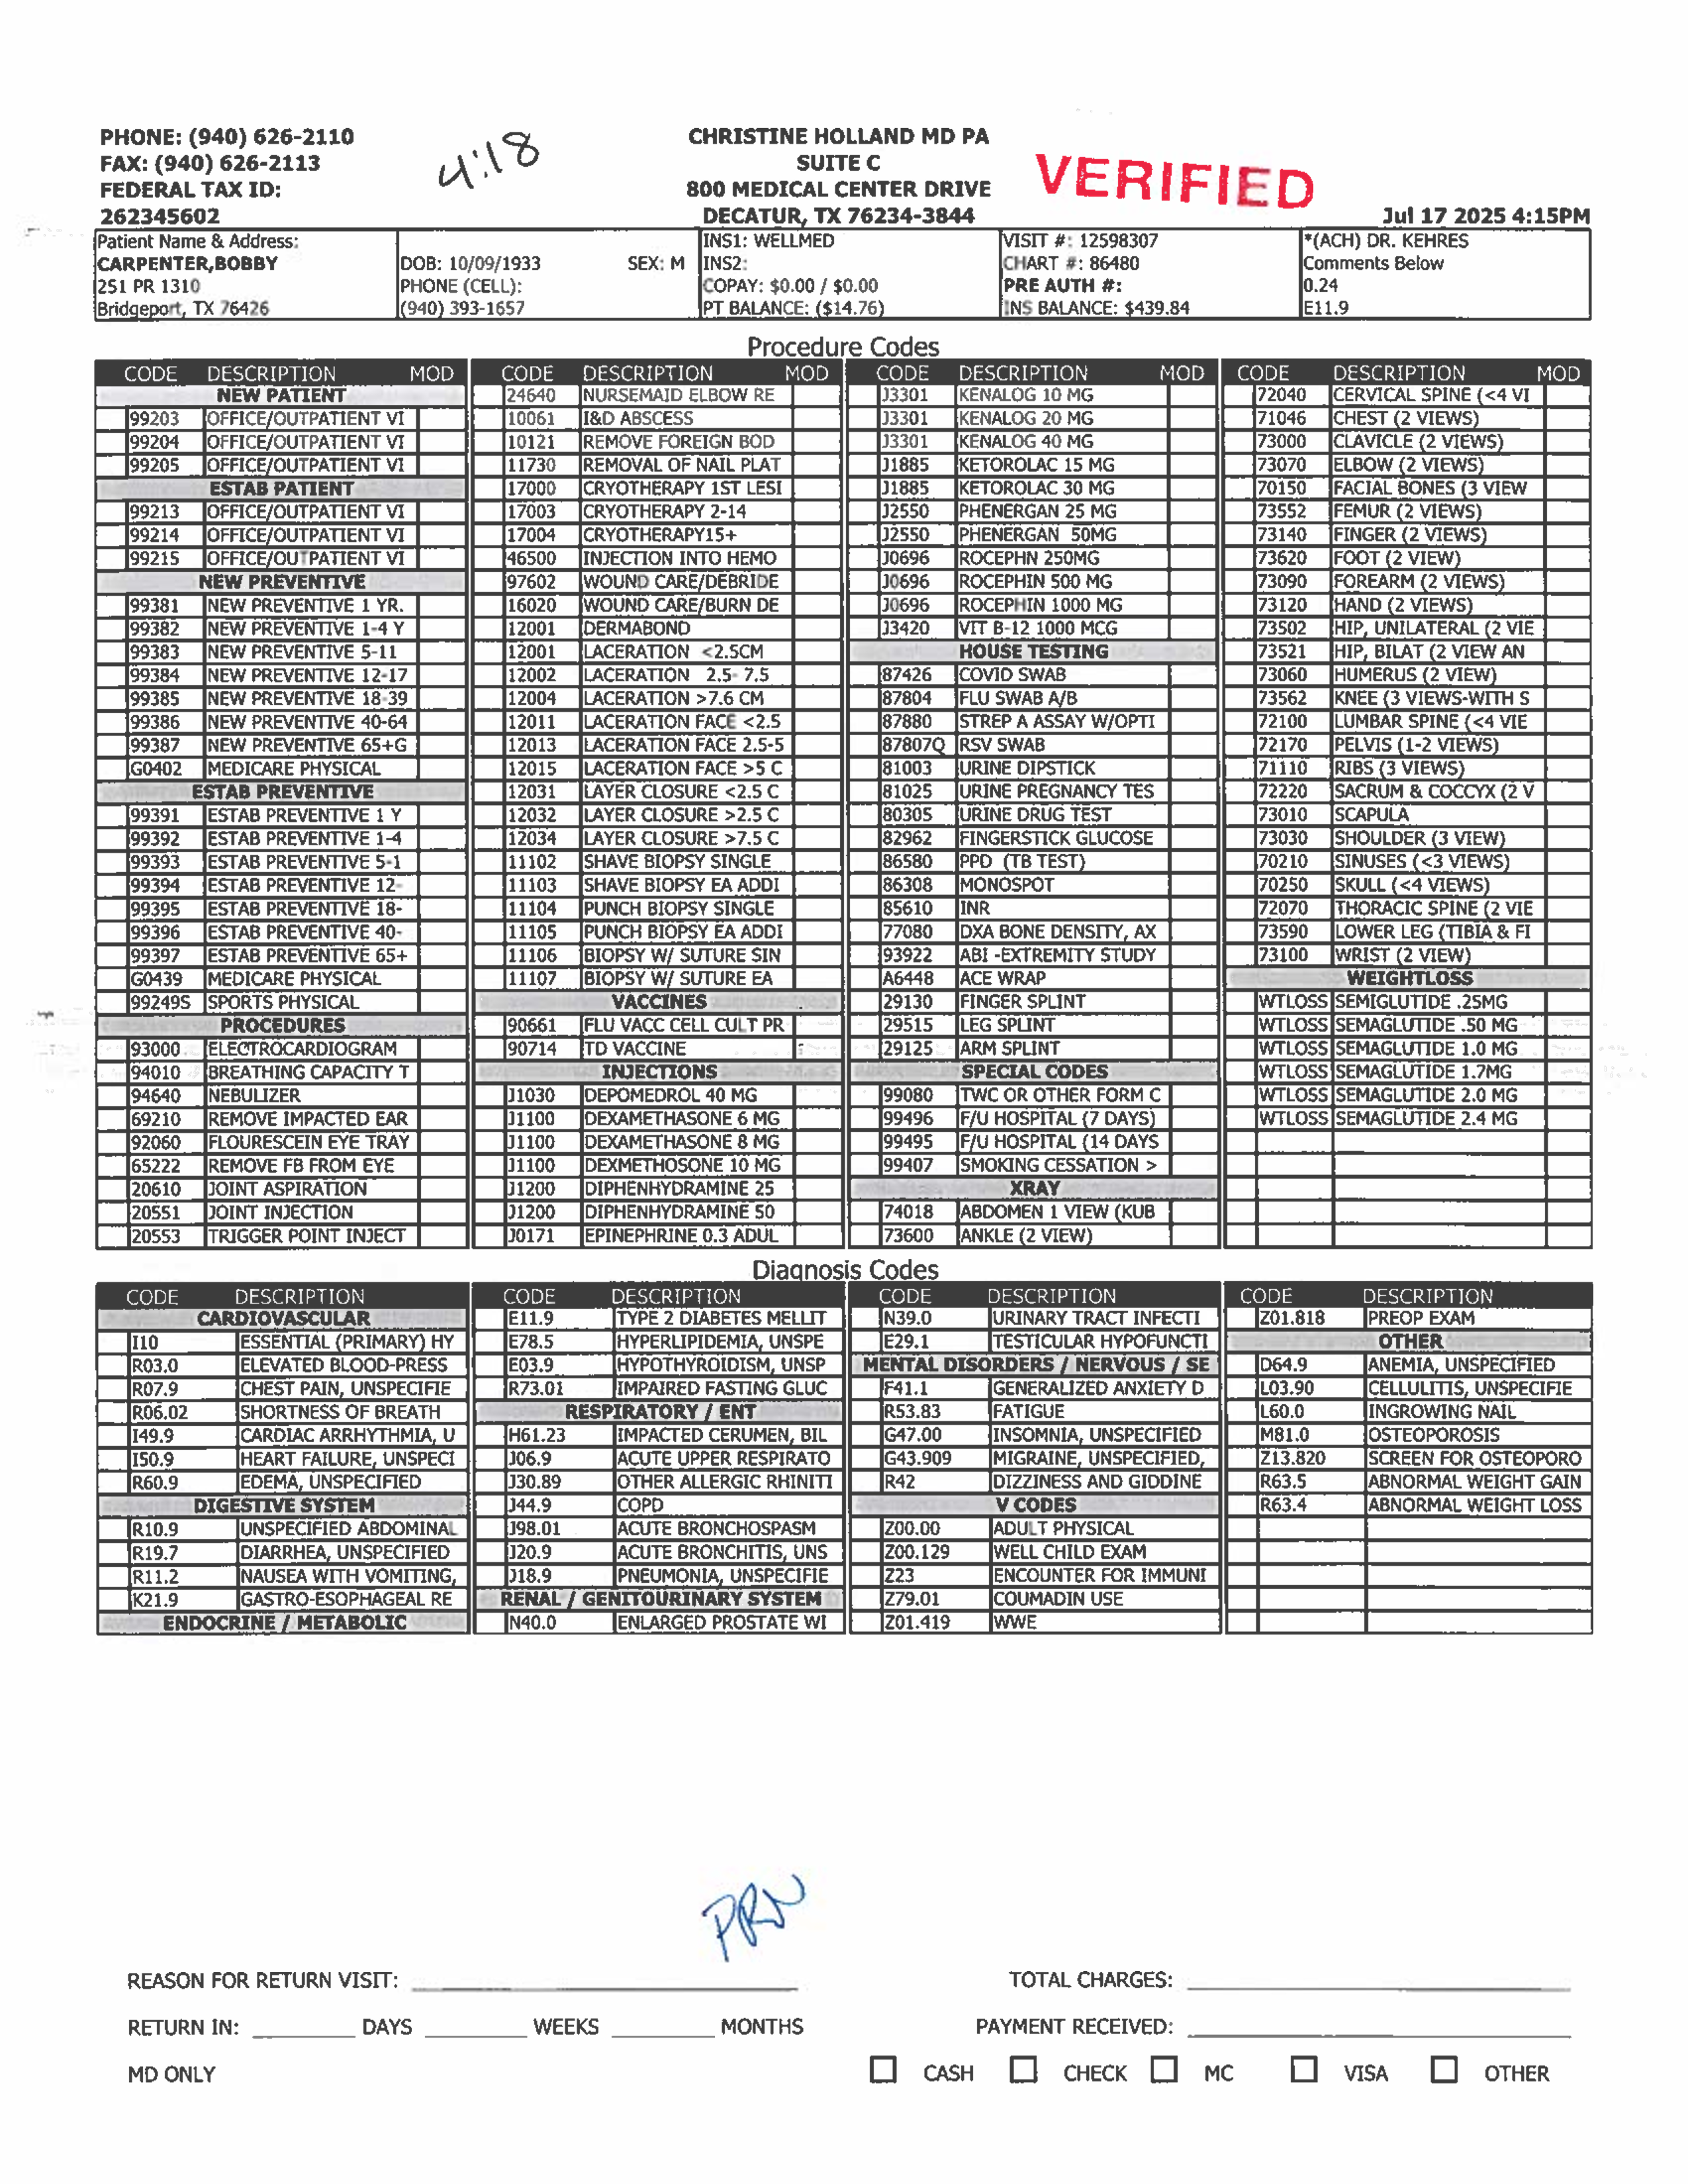 PHONE: (940) 626-2110
FAX: (940) 626-2113
FEDERAL TAX ID:
262345602
4:18
CHRISTINE HOLLAND MD PA
SUITE C
800 MEDICAL CENTER DRIVE
DECATUR, TX 76234-3844
VERIFIED
Jul 17 2025 4:15PM
Patient Name & Address:
CARPENTER,BOBBY
251 PR 1310
Bridgeport, TX 76426
DOB: 10/09/1933 SEX: M
PHONE (CELL):
(940) 393-1657
INS1: WELLMED
INS2:
COPAY: $0.00 / $0.00
PT BALANCE: ($14.76)
VISIT #: 12598307
CHART #: 86480
PRE AUTH #:
INS BALANCE: $439.84
*(ACH) DR. KEHRES
Comments Below
0.24
E11.9
Procedure Codes
CODE DESCRIPTION MOD
NEW PATIENT
99203 OFFICE/OUTPATIENT VI
99204 OFFICE/OUTPATIENT VI
99205 OFFICE/OUTPATIENT VI
ESTAB PATIENT
99213 OFFICE/OUTPATIENT VI
99214 OFFICE/OUTPATIENT VI
99215 OFFICE/OUTPATIENT VI
NEW PREVENTIVE
99381 NEW PREVENTIVE 1 YR.
99382 NEW PREVENTIVE 1-4 Y
99383 NEW PREVENTIVE 5-11
99384 NEW PREVENTIVE 12-17
99385 NEW PREVENTIVE 18-39
99386 NEW PREVENTIVE 40-64
99387 NEW PREVENTIVE 65+G
G0402 MEDICARE PHYSICAL
ESTAB PREVENTIVE
99391 ESTAB PREVENTIVE 1 Y
99392 ESTAB PREVENTIVE 1-4
99393 ESTAB PREVENTIVE 5-1
99394 ESTAB PREVENTIVE 12-
99395 ESTAB PREVENTIVE 18-
99396 ESTAB PREVENTIVE 40-
99397 ESTAB PREVENTIVE 65+
G0439 MEDICARE PHYSICAL
99249S SPORTS PHYSICAL
PROCEDURES
93000 ELECTROCARDIOGRAM
94010 BREATHING CAPACITY T
94640 NEBULIZER
69210 REMOVE IMPACTED EAR
92060 FLOURESCEIN EYE TRAY
65222 REMOVE FB FROM EYE
20610 JOINT ASPIRATION
20551 JOINT INJECTION
20553 TRIGGER POINT INJECT
CODE DESCRIPTION MOD
24640 NURSEMAID ELBOW RE
10061 I&D ABSCESS
10121 REMOVE FOREIGN BOD
11730 REMOVAL OF NAIL PLAT
17000 CRYOTHERAPY 1ST LESI
17003 CRYOTHERAPY 2-14
17004 CRYOTHERAPY15+
46500 INJECTION INTO HEMO
97602 WOUND CARE/DEBRIDE
16020 WOUND CARE/BURN DE
12001 DERMABOND
12001 LACERATION <2.5CM
12002 LACERATION 2.5- 7.5
12004 LACERATION >7.6 CM
12011 LACERATION FACE <2.5
12013 LACERATION FACE 2.5-5
12015 LACERATION FACE >5 C
12031 LAYER CLOSURE <2.5 C
12032 LAYER CLOSURE >2.5 C
12034 LAYER CLOSURE >7.5 C
11102 SHAVE BIOPSY SINGLE
11103 SHAVE BIOPSY EA ADDI
11104 PUNCH BIOPSY SINGLE
11105 PUNCH BIOPSY EA ADDI
11106 BIOPSY W/ SUTURE SIN
11107 BIOPSY W/ SUTURE EA
VACCINES
90661 FLU VACC CELL CULT PR
90714 TD VACCINE
INJECTIONS
J1030 DEPOMEDROL 40 MG
J1100 DEXAMETHASONE 6 MG
J1100 DEXAMETHASONE 8 MG
J1100 DEXMETHOSONE 10 MG
J1200 DIPHENHYDRAMINE 25
J1200 DIPHENHYDRAMINE 50
J0171 EPINEPHRINE 0.3 ADUL
CODE DESCRIPTION MOD
J3301 KENALOG 10 MG
J3301 KENALOG 20 MG
J3301 KENALOG 40 MG
J1885 KETOROLAC 15 MG
J1885 KETOROLAC 30 MG
J2550 PHENERGAN 25 MG
J2550 PHENERGAN 50MG
J0696 ROCEPHN 250MG
J0696 ROCEPHIN 500 MG
J0696 ROCEPHIN 1000 MG
J3420 VIT B-12 1000 MCG
HOUSE TESTING
87426 COVID SWAB
87804 FLU SWAB A/B
87880 STREP A ASSAY W/OPTI
87807Q RSV SWAB
81003 URINE DIPSTICK
81025 URINE PREGNANCY TES
80305 URINE DRUG TEST
82962 FINGERSTICK GLUCOSE
86580 PPD (TB TEST)
86308 MONOSPOT
85610 INR
77080 DXA BONE DENSITY, AX
93922 ABI -EXTREMITY STUDY
A6448 ACE WRAP
29130 FINGER SPLINT
29515 LEG SPLINT
29125 ARM SPLINT
SPECIAL CODES
99080 TWC OR OTHER FORM C
99496 F/U HOSPITAL (7 DAYS)
99495 F/U HOSPITAL (14 DAYS
99407 SMOKING CESSATION >
XRAY
74018 ABDOMEN 1 VIEW (KUB
73600 ANKLE (2 VIEW)
CODE DESCRIPTION MOD
72040 CERVICAL SPINE (<4 VI
71046 CHEST (2 VIEWS)
73000 CLAVICLE (2 VIEWS)
73070 ELBOW (2 VIEWS)
70150 FACIAL BONES (3 VIEW
73552 FEMUR (2 VIEWS)
73140 FINGER (2 VIEWS)
73620 FOOT (2 VIEW)
73090 FOREARM (2 VIEWS)
73120 HAND (2 VIEWS)
73502 HIP, UNILATERAL (2 VIE
73521 HIP, BILAT (2 VIEW AN
73060 HUMERUS (2 VIEW)
73562 KNEE (3 VIEWS-WITH S
72100 LUMBAR SPINE (<4 VIE
72170 PELVIS (1-2 VIEWS)
71110 RIBS (3 VIEWS)
72220 SACRUM & COCCYX (2 V
73010 SCAPULA
73030 SHOULDER (3 VIEW)
70210 SINUSES (<3 VIEWS)
70250 SKULL (<4 VIEWS)
72070 THORACIC SPINE (2 VIE
73590 LOWER LEG (TIBIA & FI
73100 WRIST (2 VIEW)
WEIGHTLOSS
WTLOSS SEMIGLUTIDE .25MG
WTLOSS SEMAGLUTIDE .50 MG
WTLOSS SEMAGLUTIDE 1.0 MG
WTLOSS SEMAGLUTIDE 1.7MG
WTLOSS SEMAGLUTIDE 2.0 MG
WTLOSS SEMAGLUTIDE 2.4 MG
Diagnosis Codes
CODE DESCRIPTION
CARDIOVASCULAR
I10 ESSENTIAL (PRIMARY) HY
R03.0 ELEVATED BLOOD-PRESS
R07.9 CHEST PAIN, UNSPECIFIE
R06.02 SHORTNESS OF BREATH
I49.9 CARDIAC ARRHYTHMIA, U
I50.9 HEART FAILURE, UNSPECI
R60.9 EDEMA, UNSPECIFIED
DIGESTIVE SYSTEM
R10.9 UNSPECIFIED ABDOMINAL
R19.7 DIARRHEA, UNSPECIFIED
R11.2 NAUSEA WITH VOMITING,
K21.9 GASTRO-ESOPHAGEAL RE
ENDOCRINE / METABOLIC
CODE DESCRIPTION
E11.9 TYPE 2 DIABETES MELLIT
E78.5 HYPERLIPIDEMIA, UNSPE
E03.9 HYPOTHYROIDISM, UNSP
R73.01 IMPAIRED FASTING GLUC
RESPIRATORY / ENT
H61.23 IMPACTED CERUMEN, BIL
J06.9 ACUTE UPPER RESPIRATO
J30.89 OTHER ALLERGIC RHINITI
J44.9 COPD
J98.01 ACUTE BRONCHOSPASM
J20.9 ACUTE BRONCHITIS, UNS
J18.9 PNEUMONIA, UNSPECIFIE
RENAL / GENITOURINARY SYSTEM
N40.0 ENLARGED PROSTATE WI
CODE DESCRIPTION
N39.0 URINARY TRACT INFECTI
E29.1 TESTICULAR HYPOFUNCTI
MENTAL DISORDERS / NERVOUS / SE
F41.1 GENERALIZED ANXIETY D
R53.83 FATIGUE
G47.00 INSOMNIA, UNSPECIFIED
G43.909 MIGRAINE, UNSPECIFIED,
R42 DIZZINESS AND GIDDINE
V CODES
Z00.00 ADULT PHYSICAL
Z00.129 WELL CHILD EXAM
Z23 ENCOUNTER FOR IMMUNI
Z79.01 COUMADIN USE
Z01.419 WWE
CODE DESCRIPTION
Z01.818 PREOP EXAM
OTHER
D64.9 ANEMIA, UNSPECIFIED
L03.90 CELLULITIS, UNSPECIFIE
L60.0 INGROWING NAIL
M81.0 OSTEOPOROSIS
Z13.820 SCREEN FOR OSTEOPORO
R63.5 ABNORMAL WEIGHT GAIN
R63.4 ABNORMAL WEIGHT LOSS
PRN
REASON FOR RETURN VISIT: TOTAL CHARGES:
RETURN IN: DAYS WEEKS MONTHS PAYMENT RECEIVED:
MD ONLY CASH CHECK MC VISA OTHER